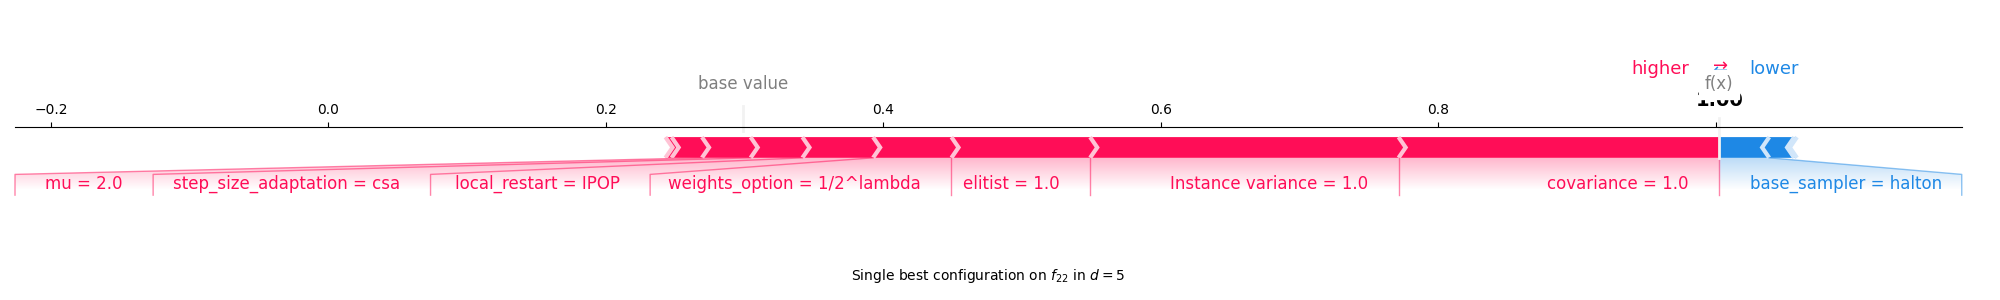 higher ⇄ lower
base value f(x)
−0.2 0.0 0.2 0.4 0.6 0.8
1.00
mu = 2.0 step_size_adaptation = csa local_restart = IPOP weights_option = 1/2^lambda elitist = 1.0 Instance variance = 1.0 covariance = 1.0 base_sampler = halton
Single best configuration on f₂₂ in d = 5